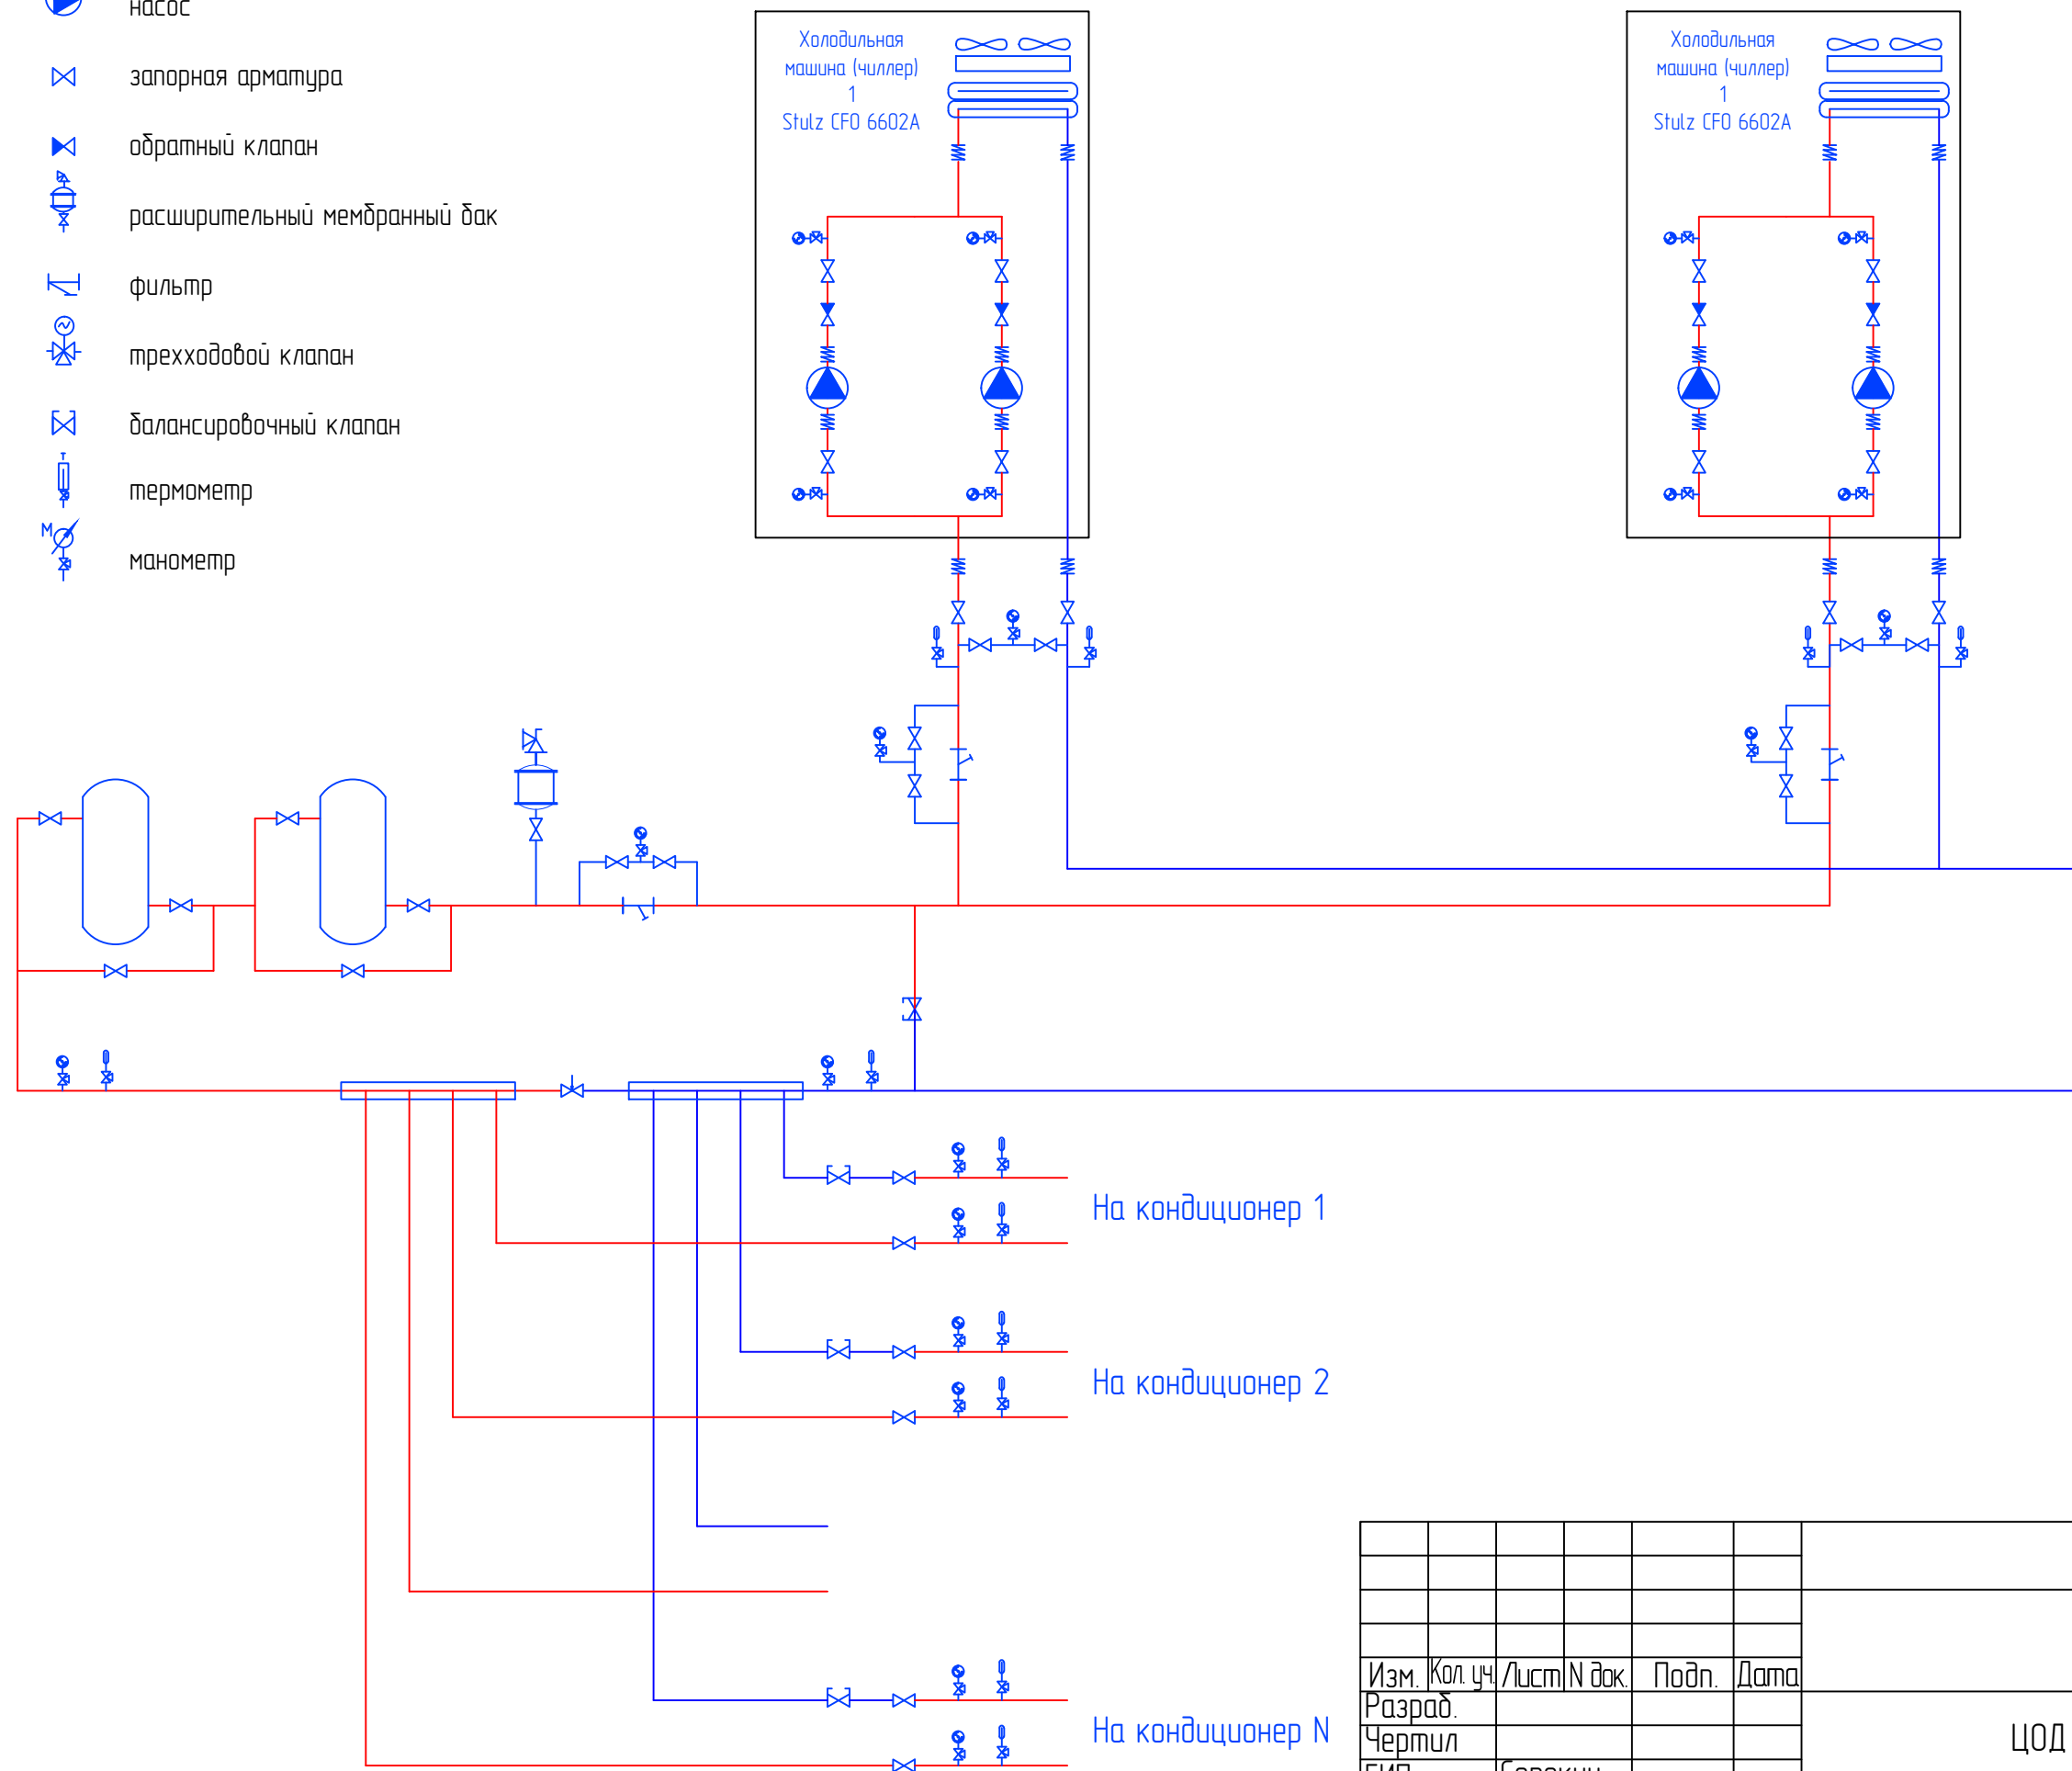 насос
запорная арматура
обратный клапан
расширительный мембранный бак
фильтр
трехходовой клапан
балансировочный клапан
термометр
М
манометр
Холодильная
машина (чиллер)
1
Stulz CFO 6602A
Холодильная
машина (чиллер)
1
Stulz CFO 6602A
На кондиционер 1
На кондиционер 2
На кондиционер N
Изм. Кол. уч. Лист N док. Подп. Дата
Разраб.
Чертил
ЦОД